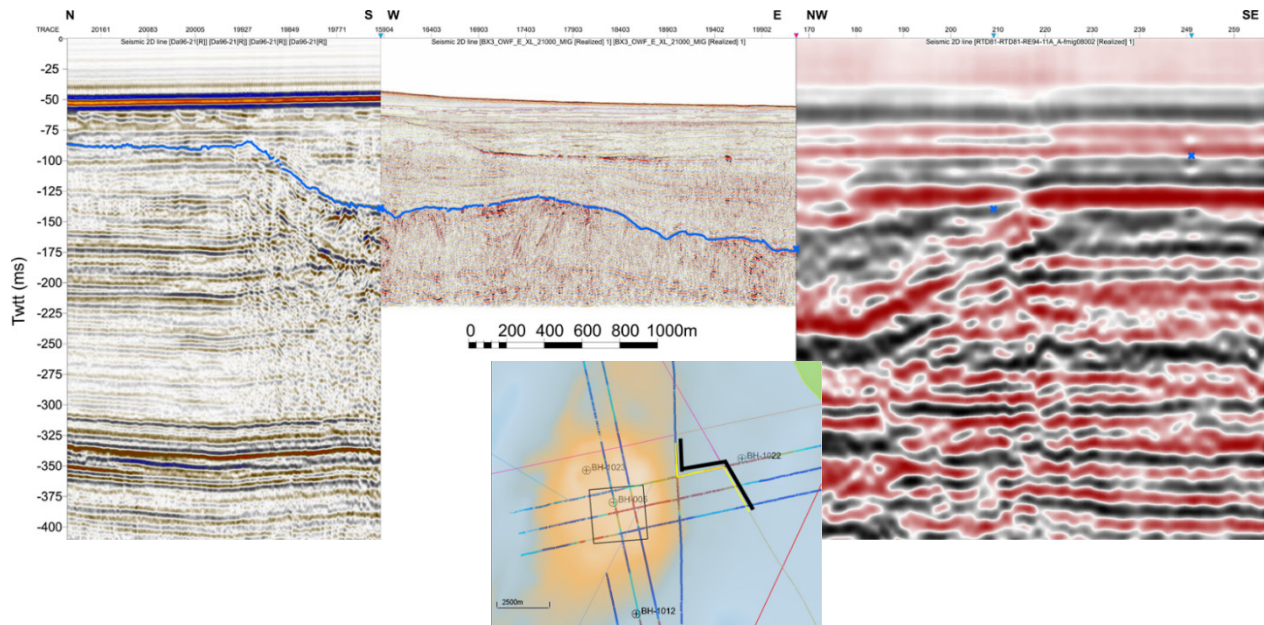 N S W E NW SE
TRACE 20161 20083 20005 19927 19849 19771 15904 16403 16903 17403 17903 18403 18903 19402 19902 170 180 190 200 210 220 230 240 250
Seismic 2D line [Da96-21[R]] [Da96-21[R]] [Da96-21[R]] [Da96-21[R]]
Seismic 2D line [BX3_OWF_E_XL_21000_MIG [Realized] 1] [BX3_OWF_E_XL_21000_MIG [Realized] 1]
Seismic 2D line [RTD81-RTD81-RE94-11A_A-fmig08002 [Realized] 1]
0
-25
-50
-75
-100
-125
-150
-175
-200
-225
-250
-275
-300
-325
-350
-375
-400
Twtt (ms)
0 200 400 600 800 1000m
BH-1022
BH-1023
BH-005
2500m
BH-1012